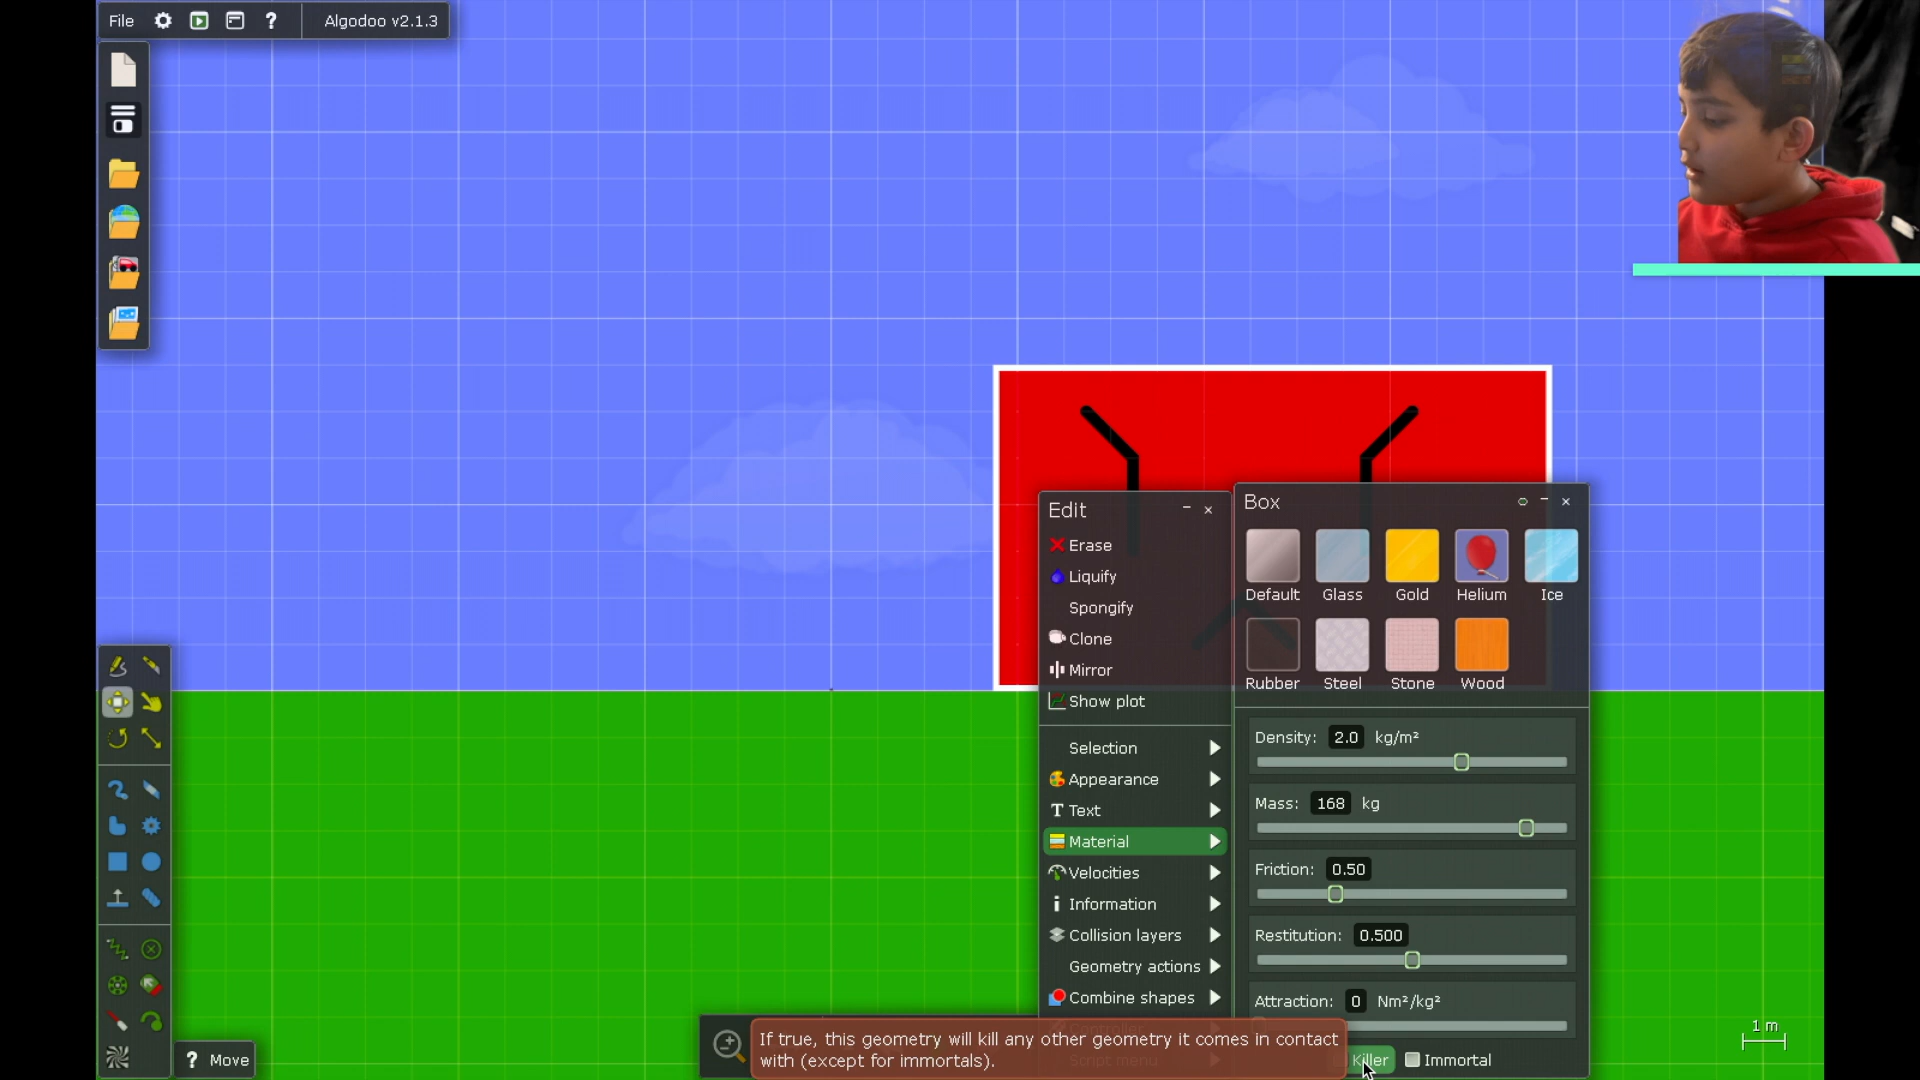 File
?
Algodoo v2.1.3
Edit
Erase
Liquify
Spongify
Clone
Mirror
Show plot
Selection
Appearance
Text
Material
Velocities
Information
Collision layers
Geometry actions
Combine shapes
Box
Default Glass Gold Helium Ice
Rubber Steel Stone Wood
Density: 2.0 kg/m²
Mass: 168 kg
Friction: 0.50
Restitution: 0.500
Attraction: 0 Nm²/kg²
Killer Immortal
If true, this geometry will kill any other geometry it comes in contact
with (except for immortals).
? Move
1 m